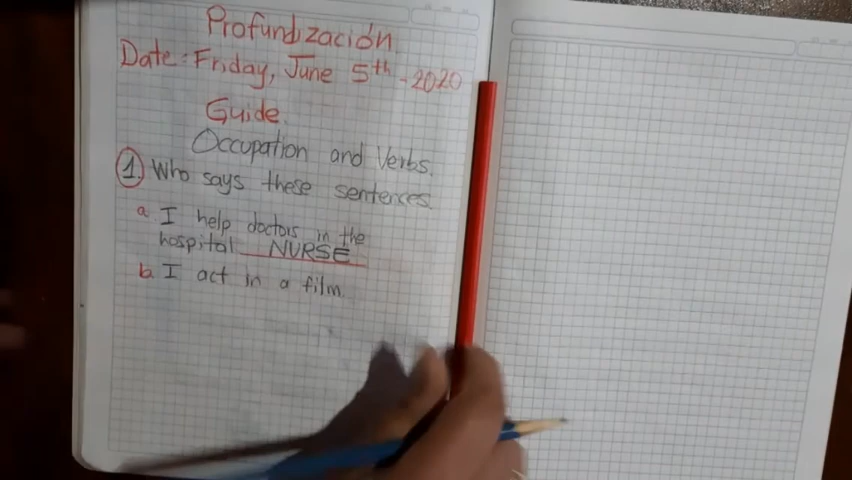 Profundización
Date: Friday, June 5th - 2020
Guide.
Occupation and Verbs.
1. Who says these sentences.
a. I help doctors in the
hospital NURSE
b. I act in a film.